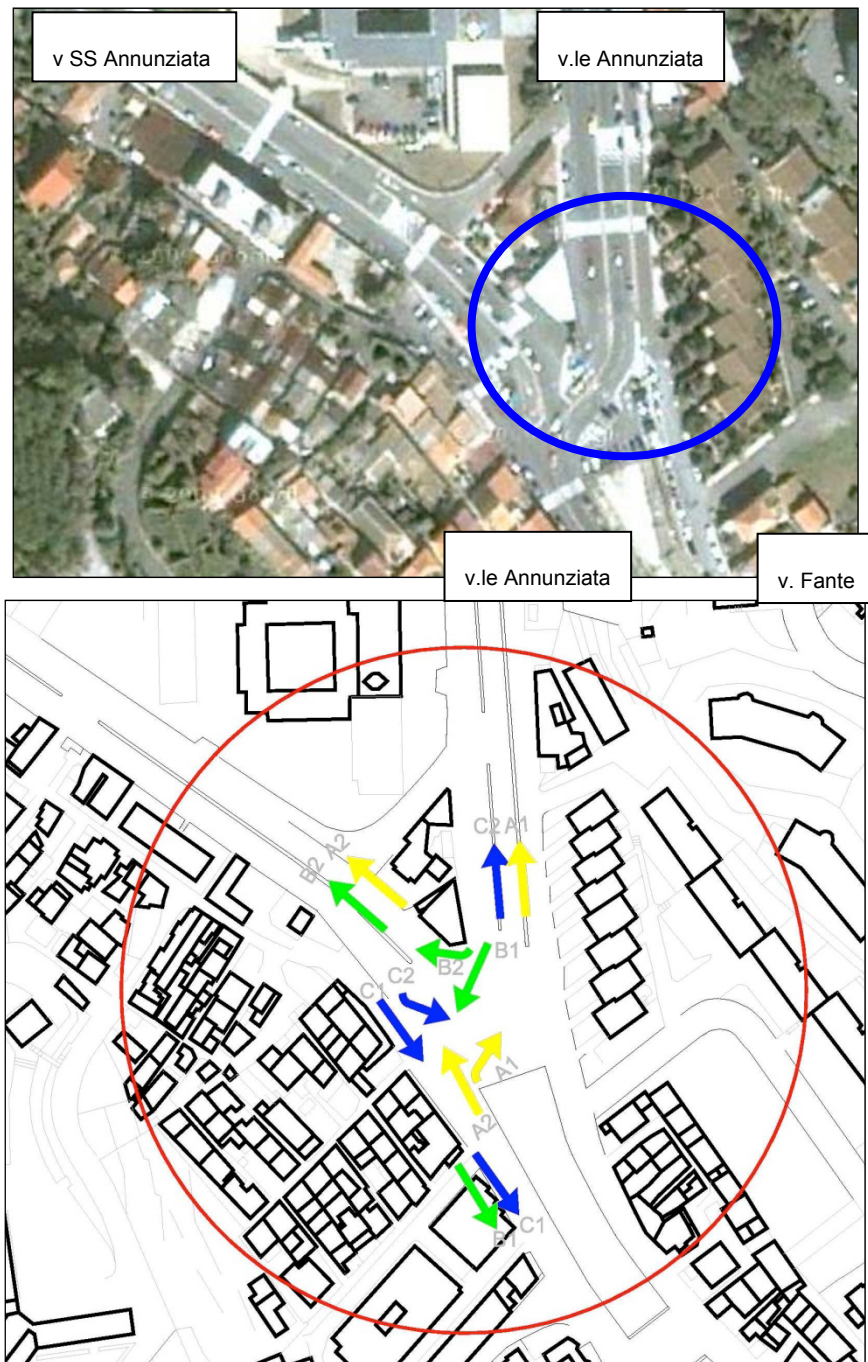 v SS Annunziata
v.le Annunziata
v.le Annunziata
v. Fante
C2 A1
B2 A2
B2
B1
C2
C1
A1
A2
C1
B1